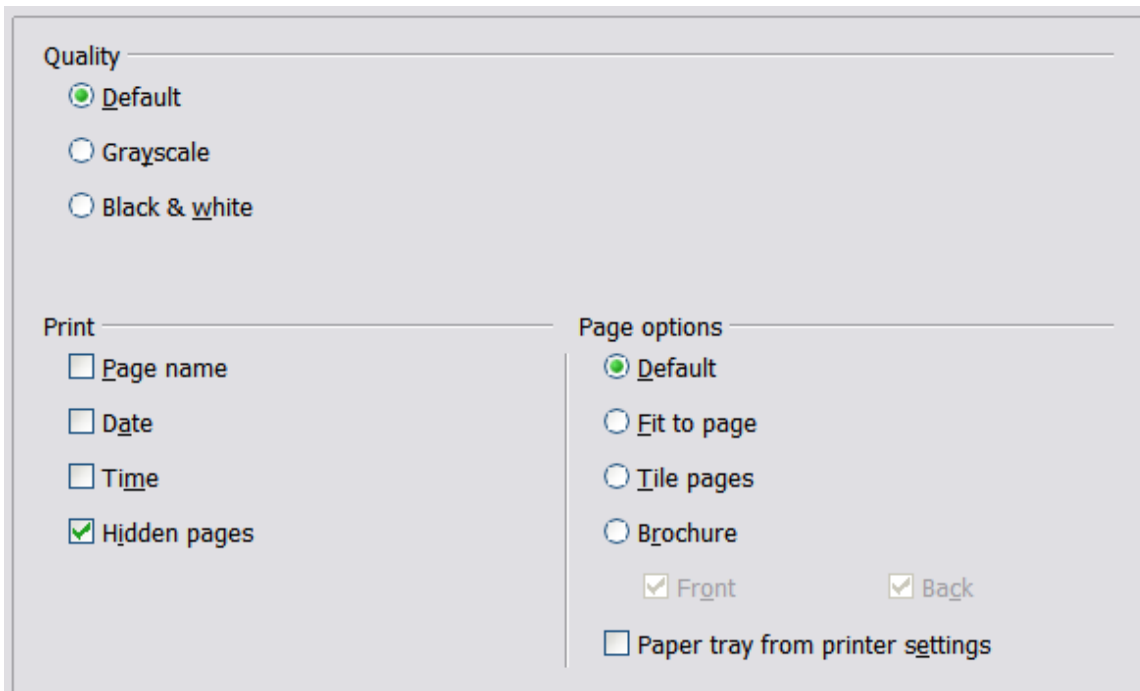 Quality
Default
Grayscale
Black & white
Print
Page name
Date
Time
Hidden pages
Page options
Default
Fit to page
Tile pages
Brochure
Front Back
Paper tray from printer settings